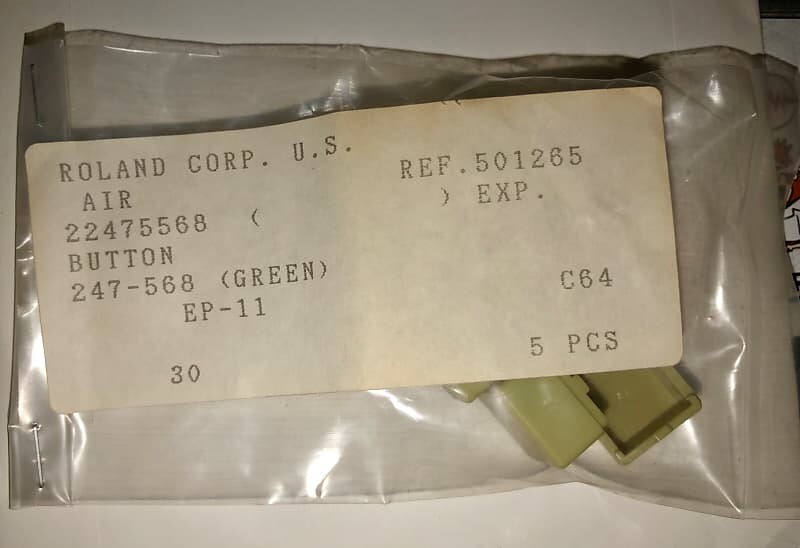 ROLAND CORP. U.S.
REF.501265
AIR
) EXP.
22475568 (
BUTTON
247-568 (GREEN)
C64
EP-11
5 PCS
30